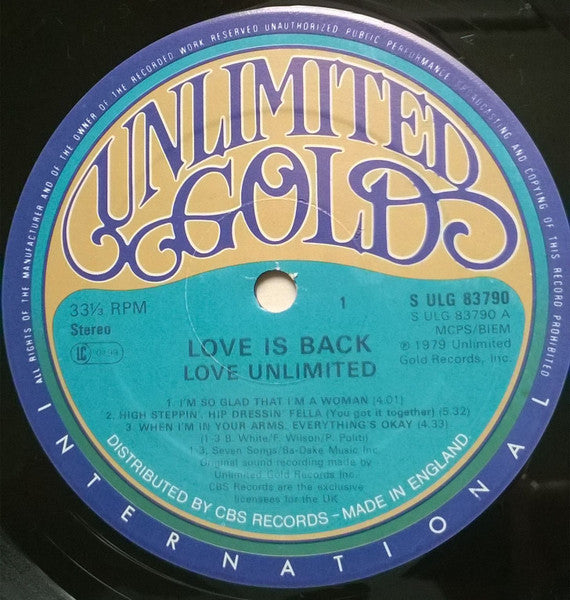 ALL RIGHTS OF THE MANUFACTURER AND OF THE OWNER OF THE RECORDED WORK RESERVED UNAUTHORIZED PUBLIC PERFORMANCE BROADCASTING AND COPYING OF THIS RECORD PROHIBITED
UNLIMITED
GOLD
33⅓ RPM
Stereo
LC
1
S ULG 83790
S ULG 83790 A
MCPS/BIEM
℗ 1979 Unlimited
Gold Records, Inc.
LOVE IS BACK
LOVE UNLIMITED
1. I'M SO GLAD THAT I'M A WOMAN (4.01)
2. HIGH STEPPIN', HIP DRESSIN' FELLA (You got it together) (5.32)
3. WHEN I'M IN YOUR ARMS, EVERYTHING'S OKAY (4.33)
1-3 B. White/F. Wilson/P. Politi
1-3, Seven Songs/Ba-Dake Music Inc.
Original sound recording made by
Unlimited Gold Records Inc.
CBS Records are the exclusive
licensees for the UK
DISTRIBUTED BY CBS RECORDS - MADE IN ENGLAND
INTERNATIONAL